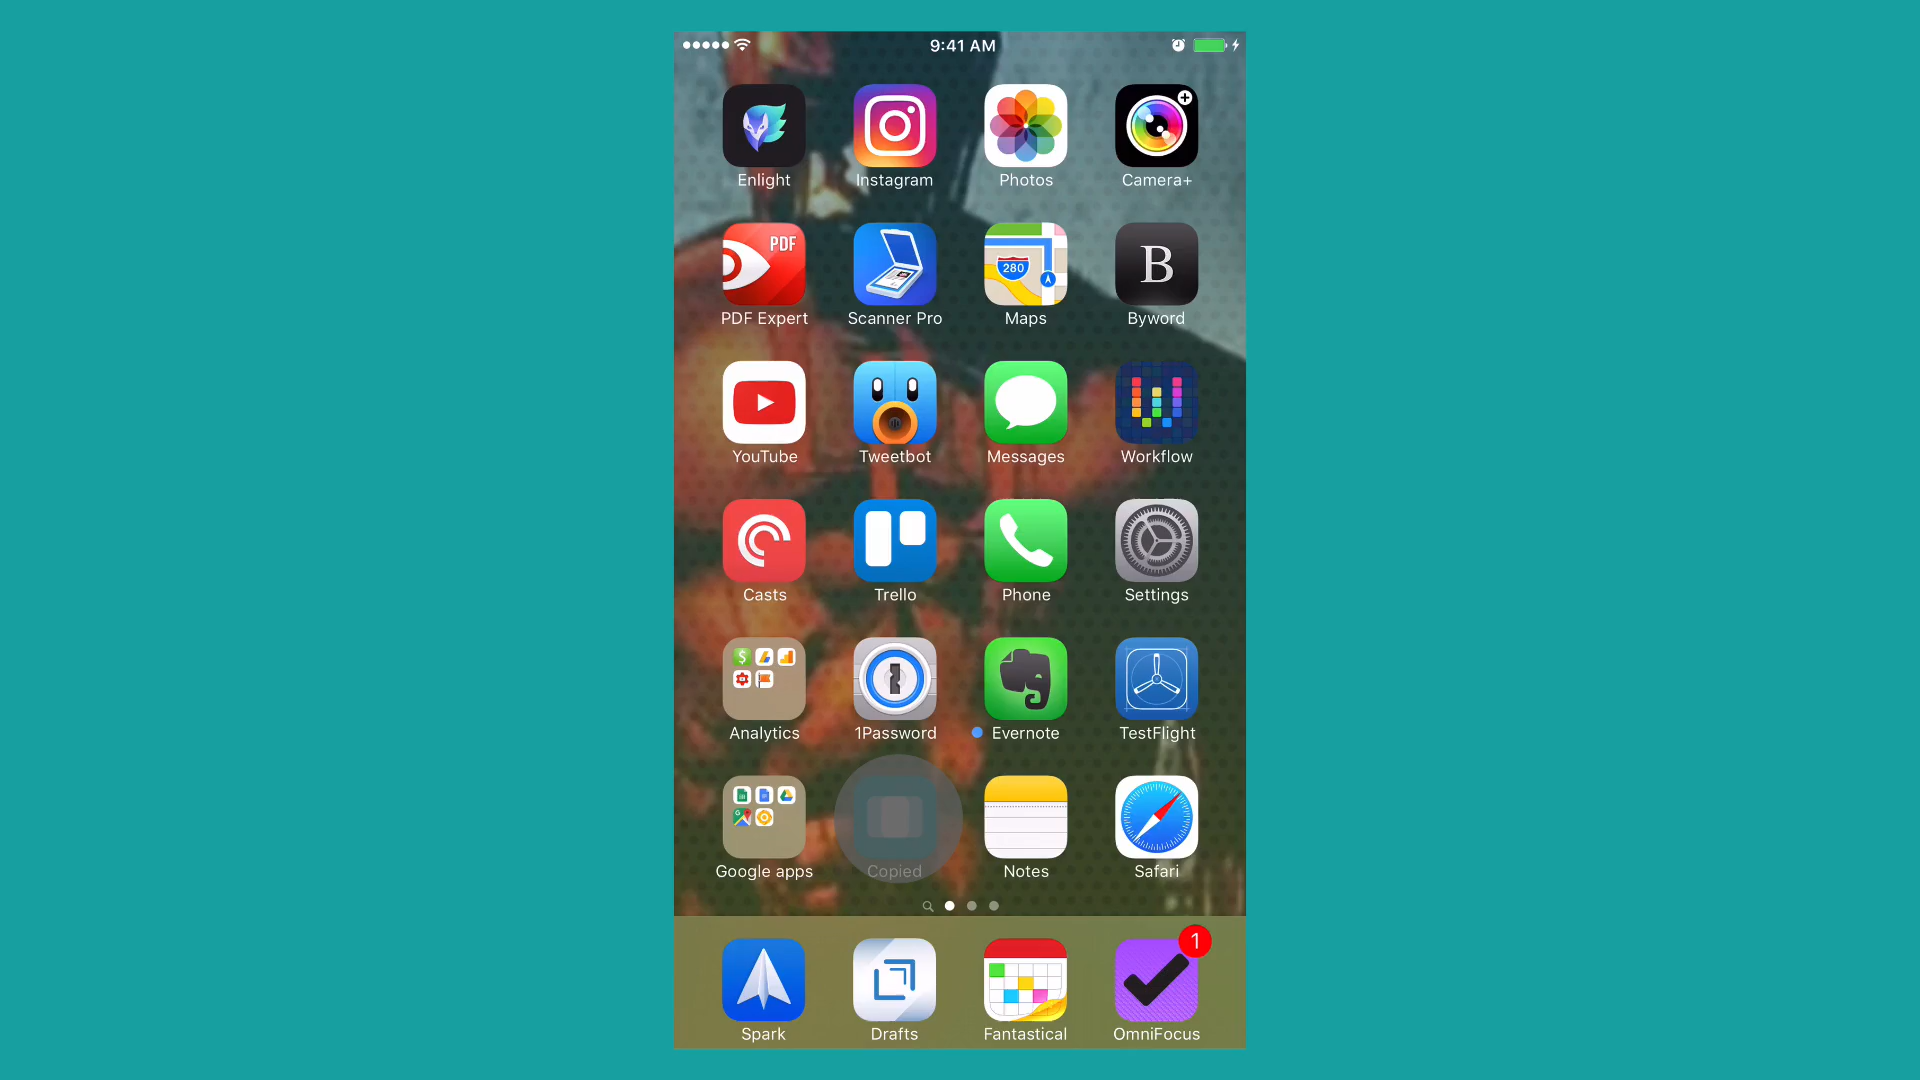 9:41 AM
Enlight Instagram Photos Camera+
PDF
280
B
PDF Expert Scanner Pro Maps Byword
YouTube Tweetbot Messages Workflow
Casts Trello Phone Settings
Analytics 1Password Evernote TestFlight
Google apps Copied Notes Safari
1
Spark Drafts Fantastical OmniFocus